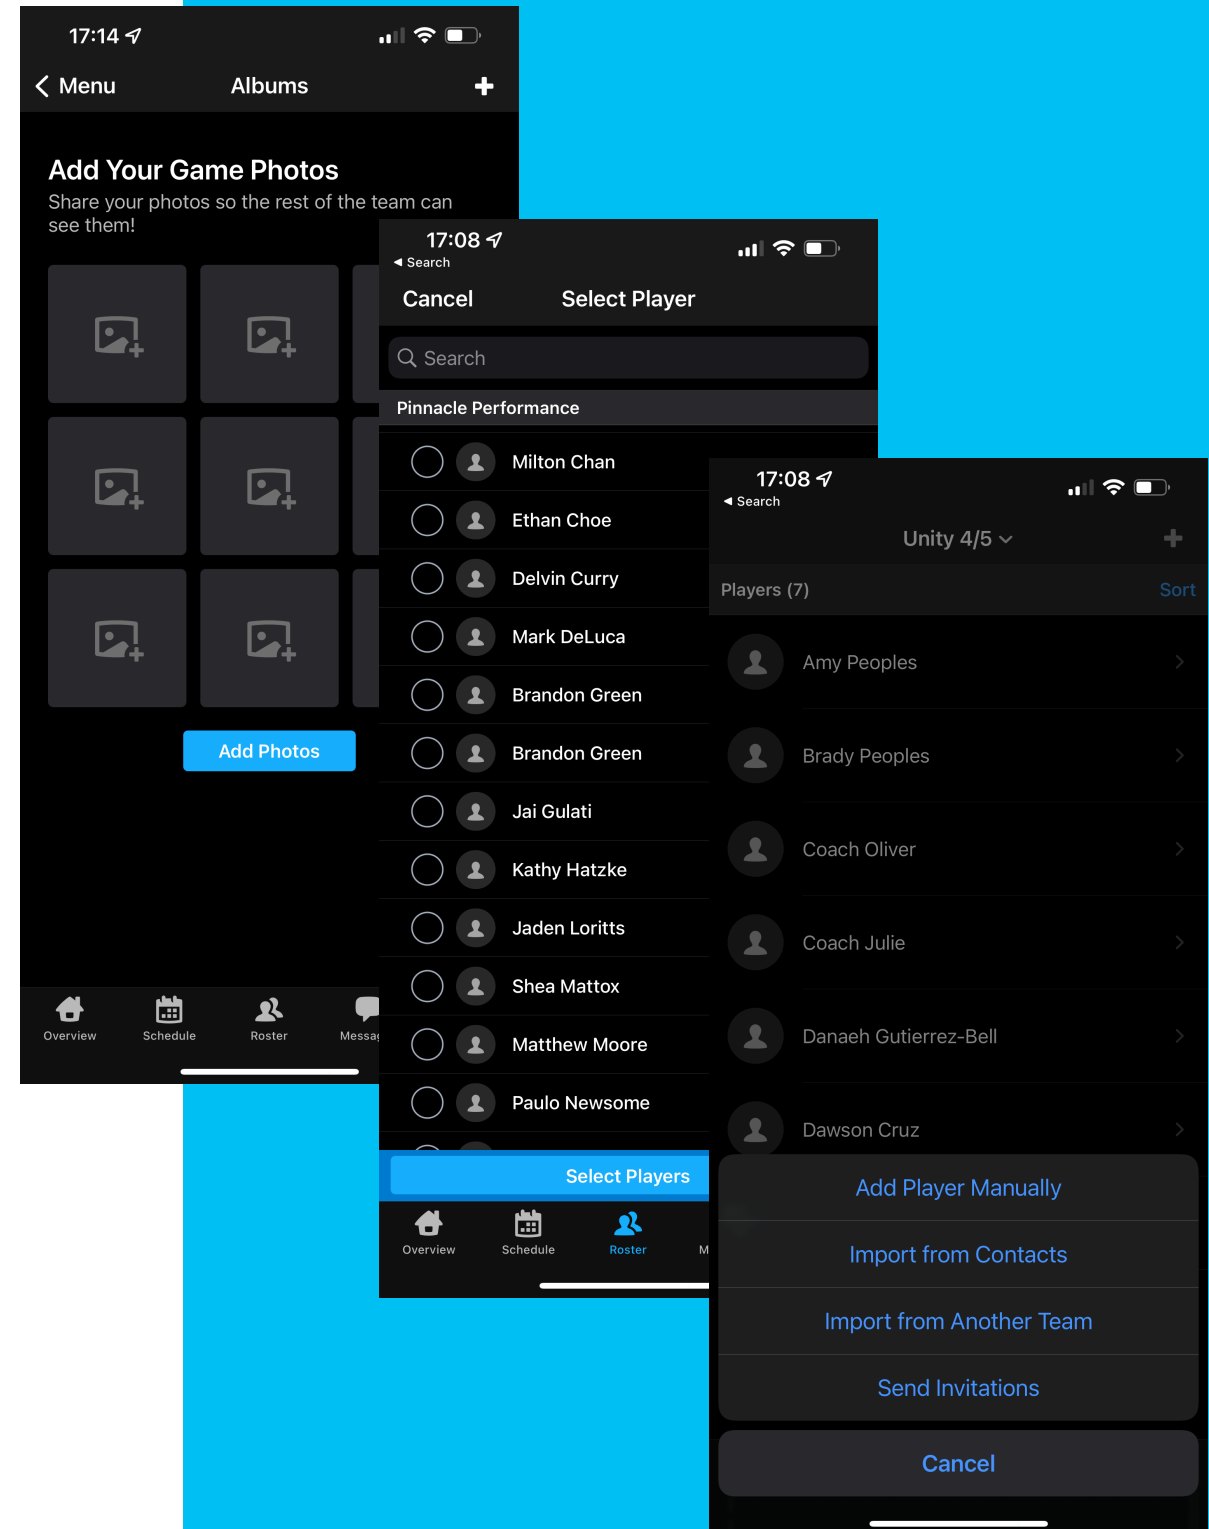 17:14
Menu
Albums
Add Your Game Photos
Share your photos so the rest of the team can
see them!
Add Photos
Overview
Schedule
Roster
17:08
Search
Cancel
Select Player
Search
Pinnacle Performance
Milton Chan
Ethan Choe
Delvin Curry
Mark DeLuca
Brandon Green
Brandon Green
Jai Gulati
Kathy Hatzke
Jaden Loritts
Shea Mattox
Matthew Moore
Paulo Newsome
Select Players
Overview
Schedule
Roster
17:08
Search
Unity 4/5
Players (7)
Sort
Amy Peoples
Brady Peoples
Coach Oliver
Coach Julie
Danaeh Gutierrez-Bell
Dawson Cruz
Add Player Manually
Import from Contacts
Import from Another Team
Send Invitations
Cancel